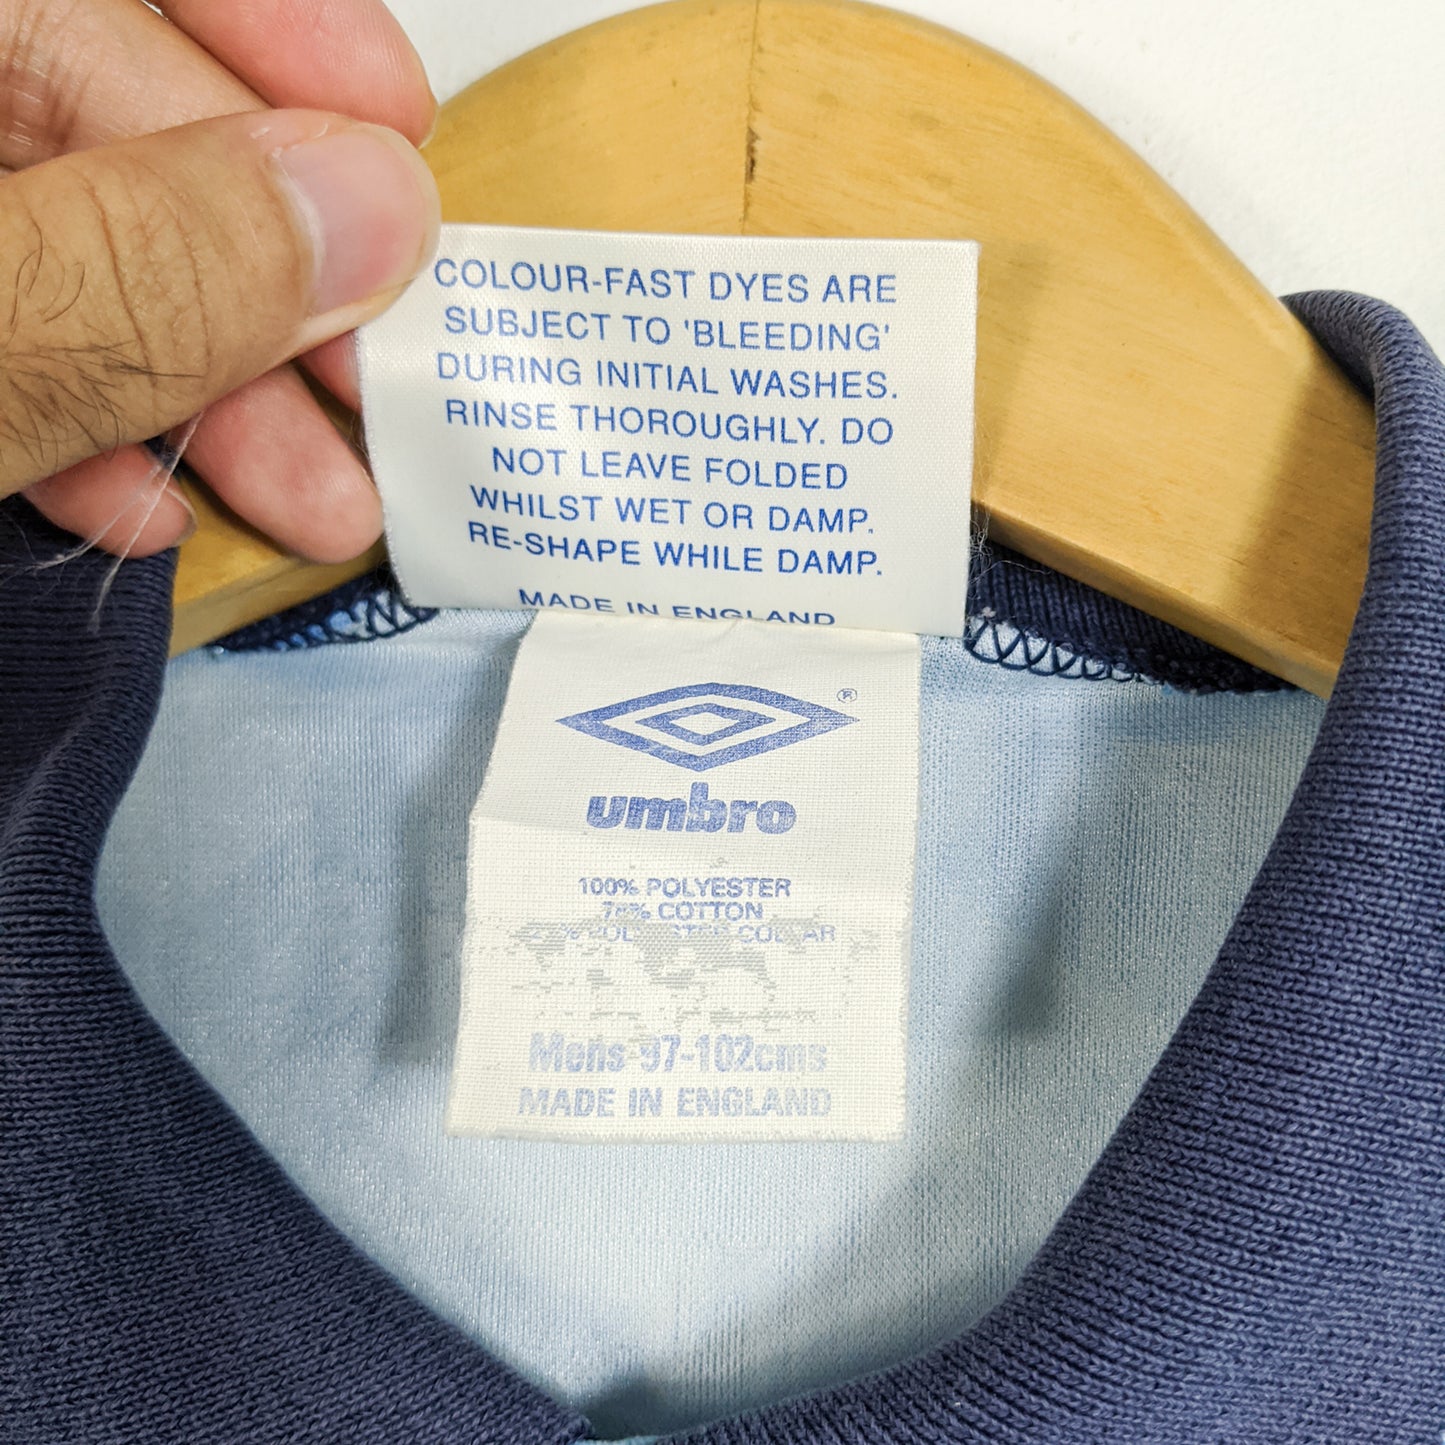 COLOUR-FAST DYES ARE
SUBJECT TO 'BLEEDING'
DURING INITIAL WASHES.
RINSE THOROUGHLY. DO
NOT LEAVE FOLDED
WHILST WET OR DAMP.
RE-SHAPE WHILE DAMP.
MADE IN ENGLAND
®
umbro
100% POLYESTER
COTTON
Mens 97-102cms
MADE IN ENGLAND